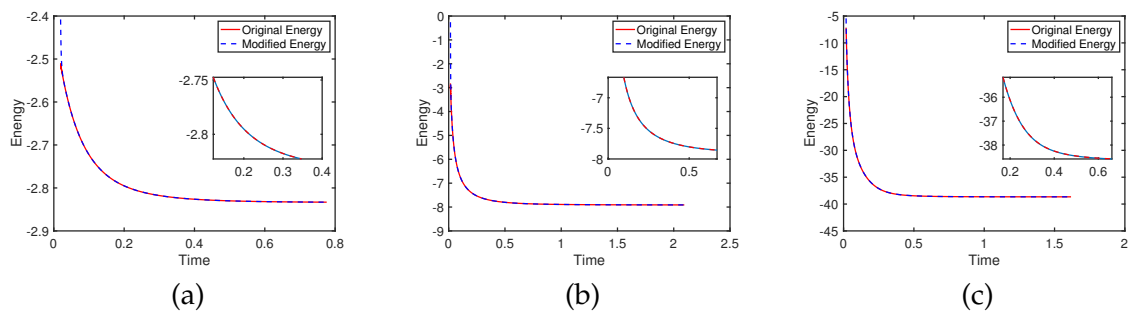 -2.4
-2.5
-2.6
-2.7
-2.8
-2.9
Energy
0 0.2 0.4 0.6 0.8
Time
Original Energy
Modified Energy
-2.75
-2.8
0.2 0.3 0.4
(a)
0
-1
-2
-3
-4
-5
-6
-7
-8
-9
Energy
0 0.5 1 1.5 2 2.5
Time
Original Energy
Modified Energy
-7
-7.5
-8
0 0.5
(b)
-5
-10
-15
-20
-25
-30
-35
-40
-45
Energy
0 0.5 1 1.5 2
Time
Original Energy
Modified Energy
-36
-37
-38
0.2 0.4 0.6
(c)